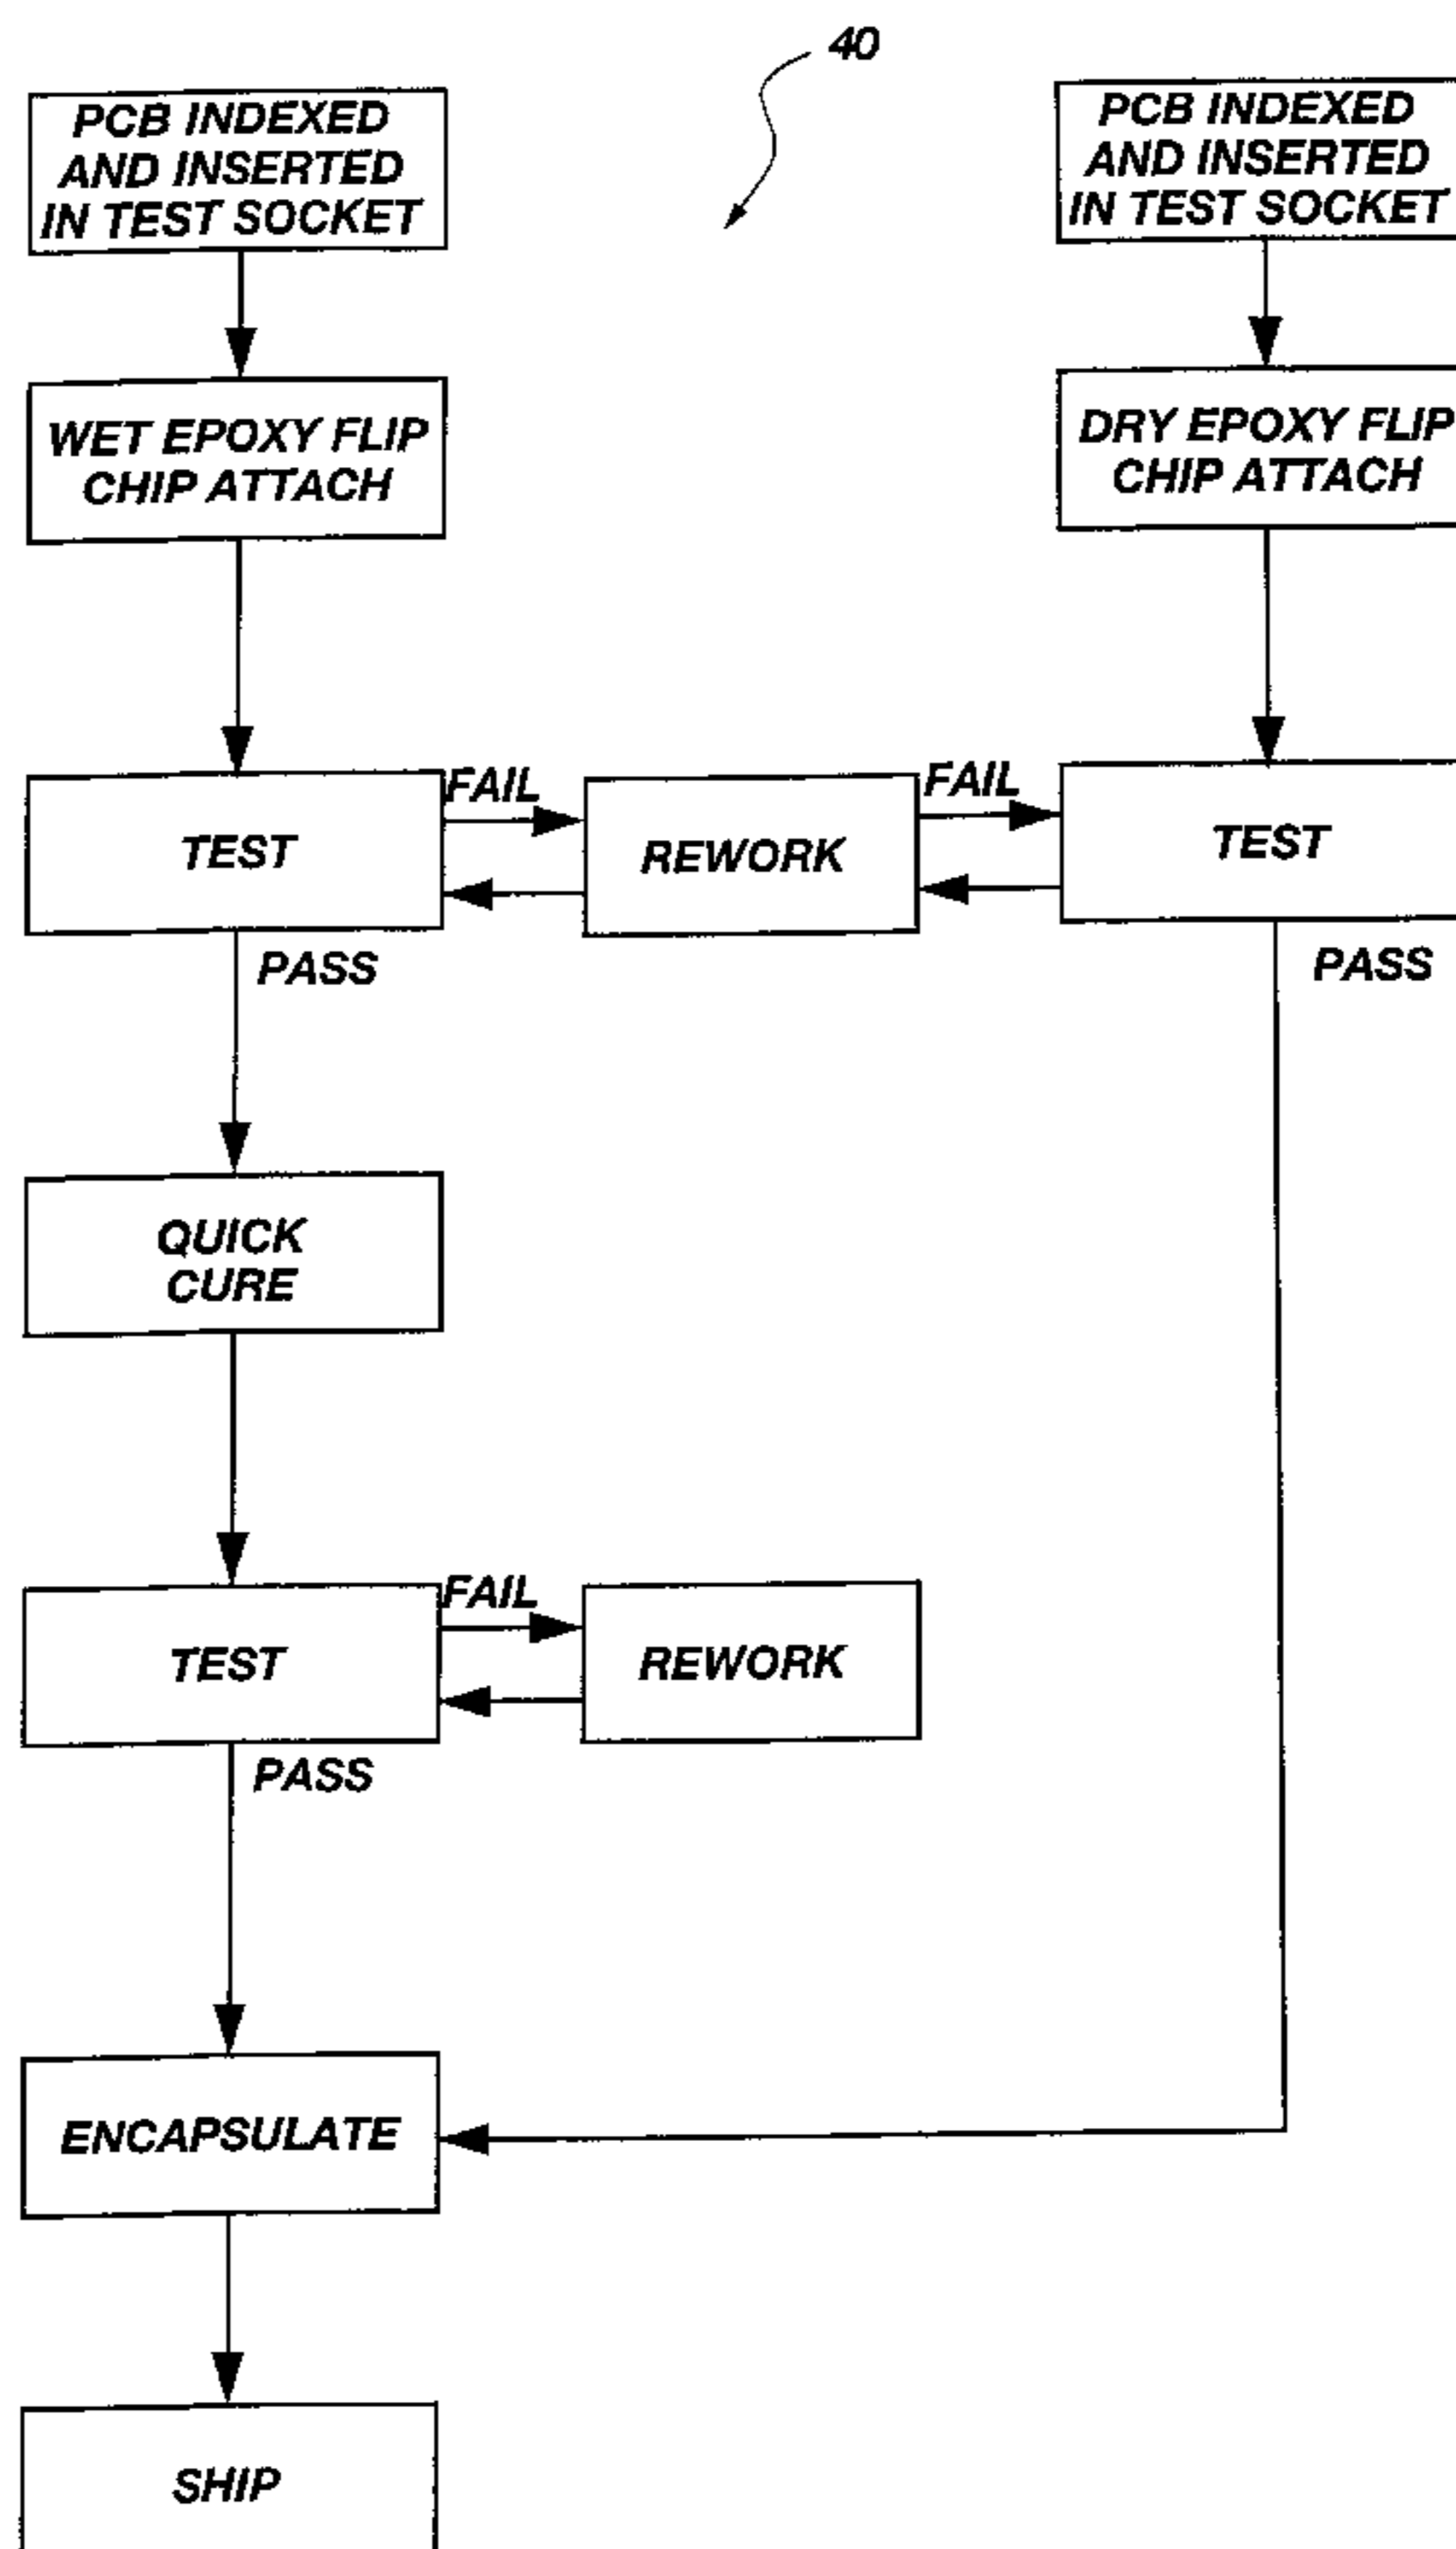 40
PCB INDEXED
AND INSERTED
IN TEST SOCKET
PCB INDEXED
AND INSERTED
IN TEST SOCKET
WET EPOXY FLIP
CHIP ATTACH
DRY EPOXY FLIP
CHIP ATTACH
TEST
FAIL
REWORK
FAIL
TEST
PASS
PASS
QUICK
CURE
TEST
FAIL
REWORK
PASS
ENCAPSULATE
SHIP